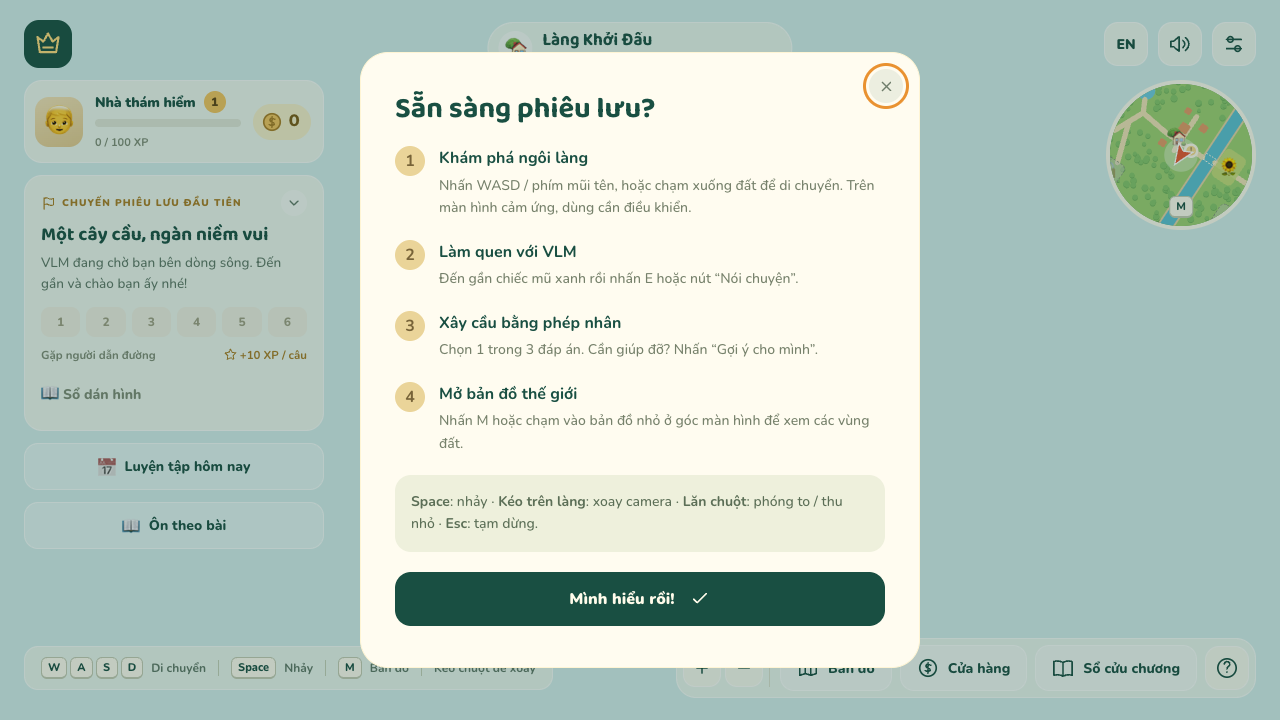 Làng Khởi Đầu
EN
Nhà thám hiểm 1
0 / 100 XP
0
CHUYẾN PHIÊU LƯU ĐẦU TIÊN
Một cây cầu, ngàn niềm vui
VLM đang chờ bạn bên dòng sông. Đến
gần và chào bạn ấy nhé!
1 2 3 4 5 6
Gặp người dẫn đường
+10 XP / câu
Sổ dán hình
Luyện tập hôm nay
Ôn theo bài
M
Sẵn sàng phiêu lưu?
1
Khám phá ngôi làng
Nhấn WASD / phím mũi tên, hoặc chạm xuống đất để di chuyển. Trên
màn hình cảm ứng, dùng cần điều khiển.
2
Làm quen với VLM
Đến gần chiếc mũ xanh rồi nhấn E hoặc nút “Nói chuyện”.
3
Xây cầu bằng phép nhân
Chọn 1 trong 3 đáp án. Cần giúp đỡ? Nhấn “Gợi ý cho mình”.
4
Mở bản đồ thế giới
Nhấn M hoặc chạm vào bản đồ nhỏ ở góc màn hình để xem các vùng
đất.
Space: nhảy · Kéo trên làng: xoay camera · Lăn chuột: phóng to / thu
nhỏ · Esc: tạm dừng.
Mình hiểu rồi!
W A S D Di chuyển
Space Nhảy
M Bản đồ
Kéo chuột để xoay
Bản đồ
Cửa hàng
Sổ cửu chương